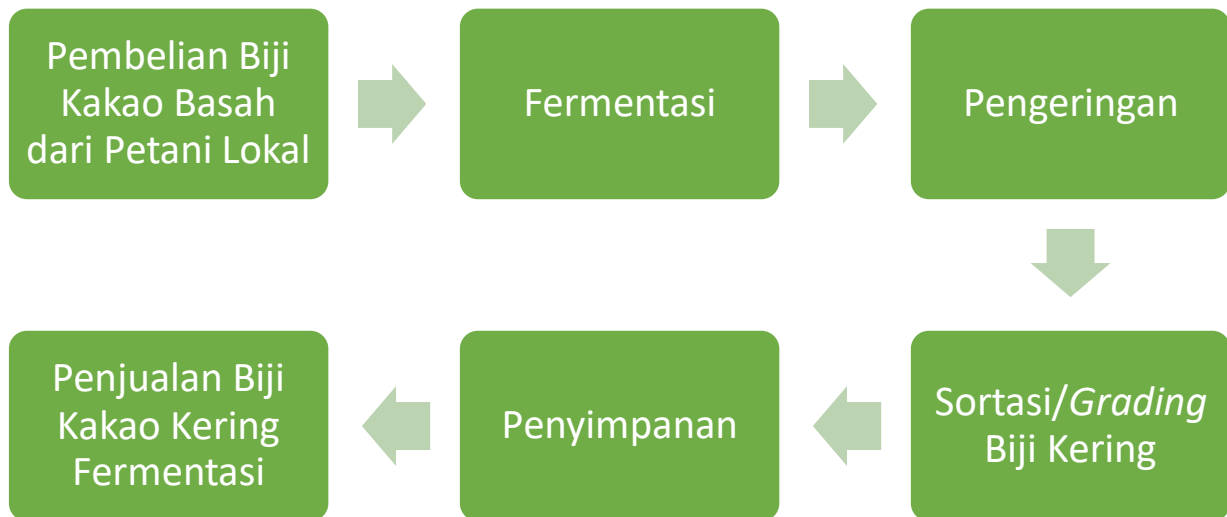 Pembelian Biji
Kakao Basah
dari Petani Lokal
Fermentasi
Pengeringan
Sortasi/Grading
Biji Kering
Penyimpanan
Penjualan Biji
Kakao Kering
Fermentasi